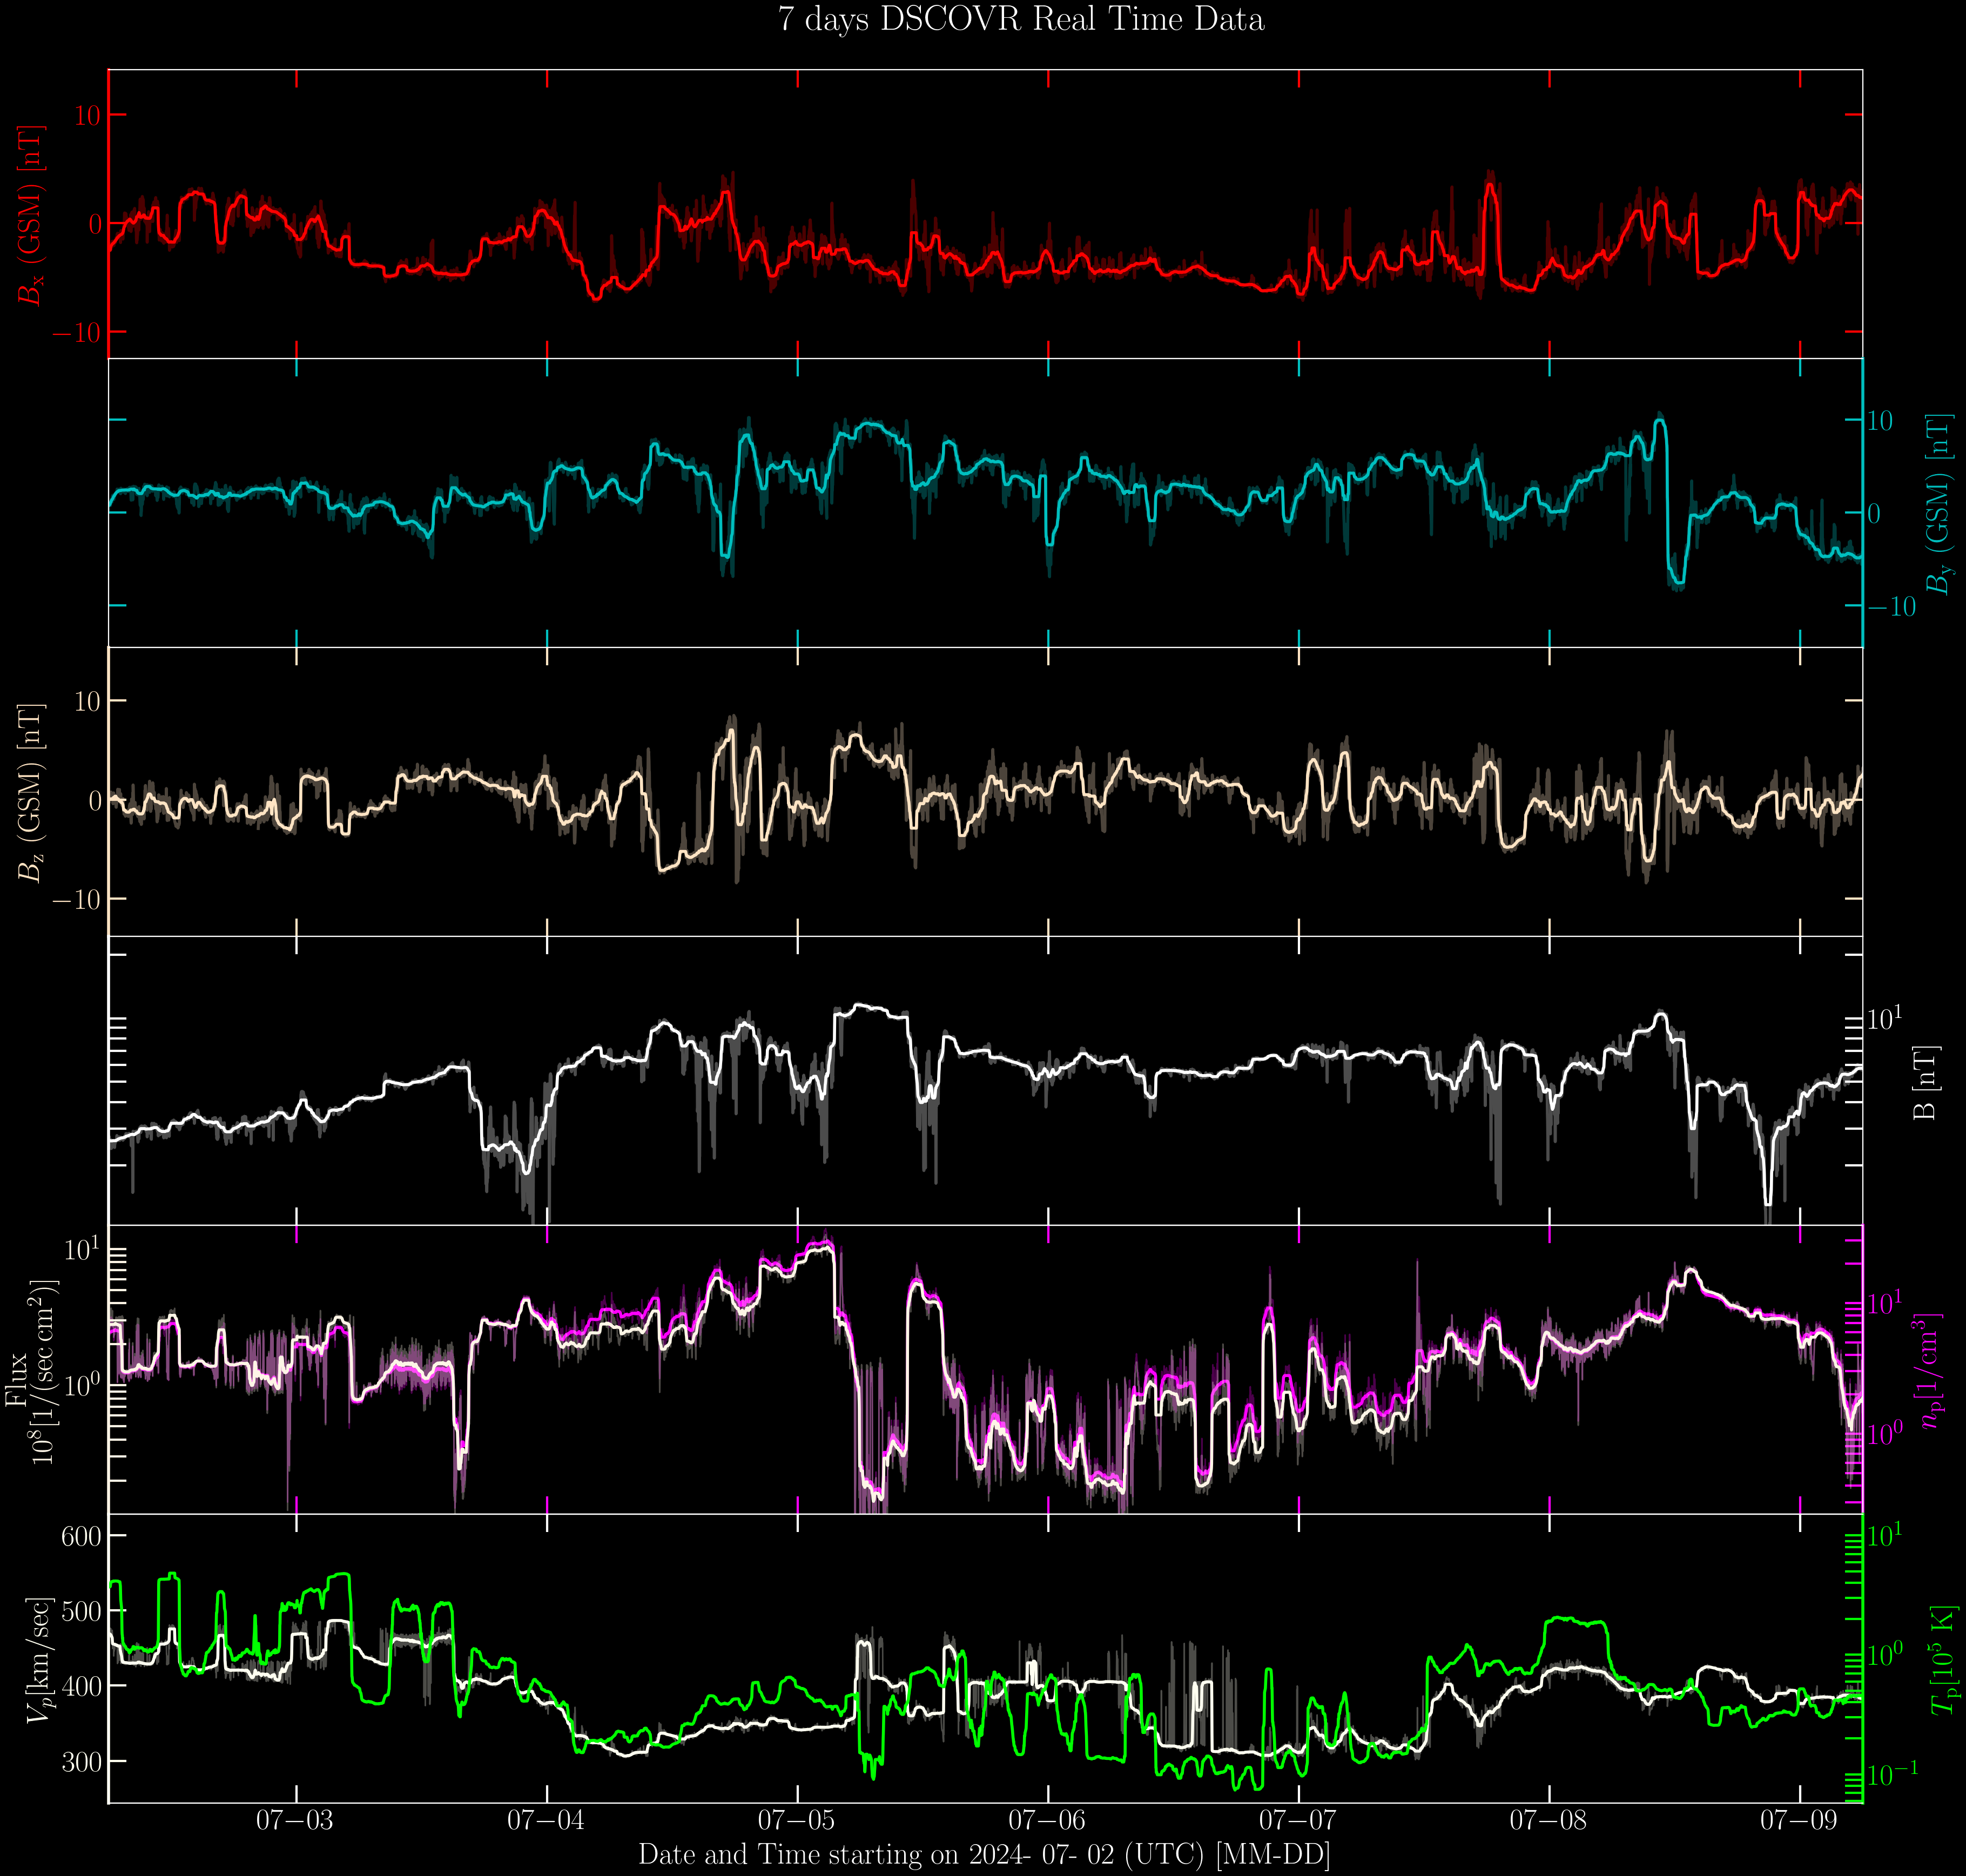 7 days DSCOVR Real Time Data
10
0
−10
Bx (GSM) [nT]
10
0
−10
By (GSM) [nT]
10
0
−10
Bz (GSM) [nT]
10¹
B [nT]
10¹
10⁰
Flux
10⁸[1/(sec cm²)]
10¹
10⁰
np[1/cm³]
600
500
400
300
Vp[km/sec]
10¹
10⁰
10⁻¹
Tp[10⁵ K]
07−03 07−04 07−05 07−06 07−07 07−08 07−09
Date and Time starting on 2024- 07- 02 (UTC) [MM-DD]